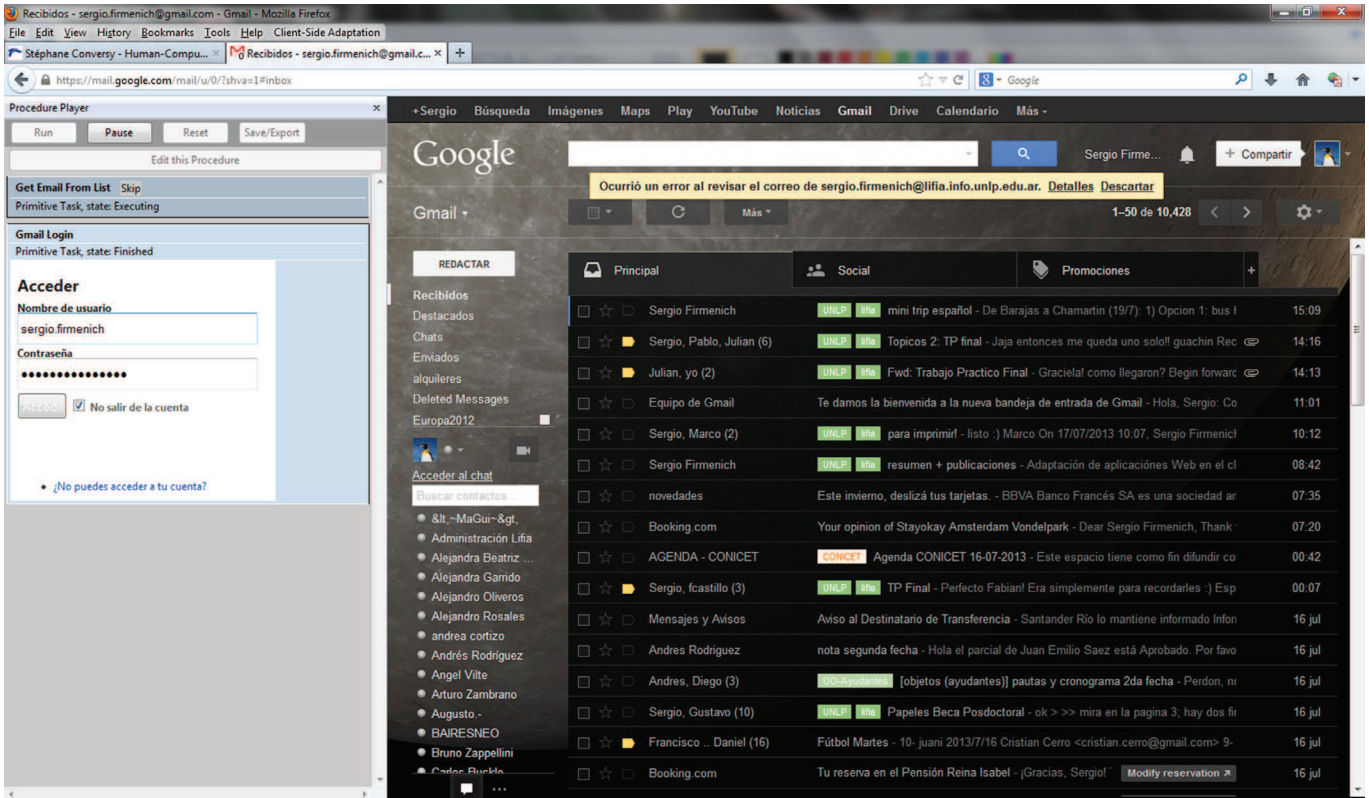 Recibidos - sergio.firmenich@gmail.com - Gmail - Mozilla Firefox
File Edit View History Bookmarks Tools Help Client-Side Adaptation
Stéphane Conversy - Human-Compu... × Recibidos - sergio.firmenich@gmail.c... × +
https://mail.google.com/mail/u/0/?shva=1#inbox Google
Procedure Player ×
Run Pause Reset Save/Export
Edit this Procedure
Get Email From List Skip
Primitive Task, state: Executing
Gmail Login
Primitive Task, state: Finished
Acceder
Nombre de usuario
sergio.firmenich
Contraseña
•••••••••••••••
No salir de la cuenta
• ¿No puedes acceder a tu cuenta?
+Sergio Búsqueda Imágenes Maps Play YouTube Noticias Gmail Drive Calendario Más
Google Sergio Firme... + Compartir
Ocurrió un error al revisar el correo de sergio.firmenich@lifia.info.unlp.edu.ar. Detalles Descartar
Gmail Más 1–50 de 10,428 < >
REDACTAR
Recibidos
Destacados
Chats
Enviados
alquileres
Deleted Messages
Europa2012
Acceder al chat
Buscar contactos...
&lt,~MaGui~&gt,
Administración Lifia
Alejandra Beatriz ...
Alejandra Garrido
Alejandro Oliveros
Alejandro Rosales
andrea cortizo
Andrés Rodríguez
Angel Vilte
Arturo Zambrano
Augusto.-
BAIRESNEO
Bruno Zappellini
Principal Social Promociones +
Sergio Firmenich UNLP lifia mini trip español - De Barajas a Chamartin (19/7): 1) Opcion 1: bus 15:09
Sergio, Pablo, Julian (6) UNLP lifia Topicos 2: TP final - Jaja entonces me queda uno solo!! guachin Rec 14:16
Julian, yo (2) UNLP lifia Fwd: Trabajo Practico Final - Graciela! como llegaron? Begin forward 14:13
Equipo de Gmail Te damos la bienvenida a la nueva bandeja de entrada de Gmail - Hola, Sergio: Co 11:01
Sergio, Marco (2) UNLP lifia para imprimir! - listo :) Marco On 17/07/2013 10:07, Sergio Firmenich 10:12
Sergio Firmenich UNLP lifia resumen + publicaciones - Adaptación de aplicaciónes Web en el cl 08:42
novedades Este invierno, deslizá tus tarjetas. - BBVA Banco Francés SA es una sociedad an 07:35
Booking.com Your opinion of Stayokay Amsterdam Vondelpark - Dear Sergio Firmenich, Thank 07:20
AGENDA - CONICET CONICET Agenda CONICET 16-07-2013 - Este espacio tiene como fin difundir co 00:42
Sergio, fcastillo (3) UNLP lifia TP Final - Perfecto Fabian! Era simplemente para recordarles :) Esp 00:07
Mensajes y Avisos Aviso al Destinatario de Transferencia - Santander Río lo mantiene informado Infor 16 jul
Andres Rodriguez nota segunda fecha - Hola el parcial de Juan Emilio Saez está Aprobado. Por favo 16 jul
Andres, Diego (3) OO-Ayudantes [objetos (ayudantes)] pautas y cronograma 2da fecha - Perdon, no 16 jul
Sergio, Gustavo (10) UNLP lifia Papeles Beca Posdoctoral - ok > >> mira en la pagina 3; hay dos fir 16 jul
Francisco .. Daniel (16) Fútbol Martes - 10- juani 2013/7/16 Cristian Cerro <cristian.cerro@gmail.com> 9- 16 jul
Booking.com Tu reserva en el Pensión Reina Isabel - ¡Gracias, Sergio! Modify reservation 16 jul